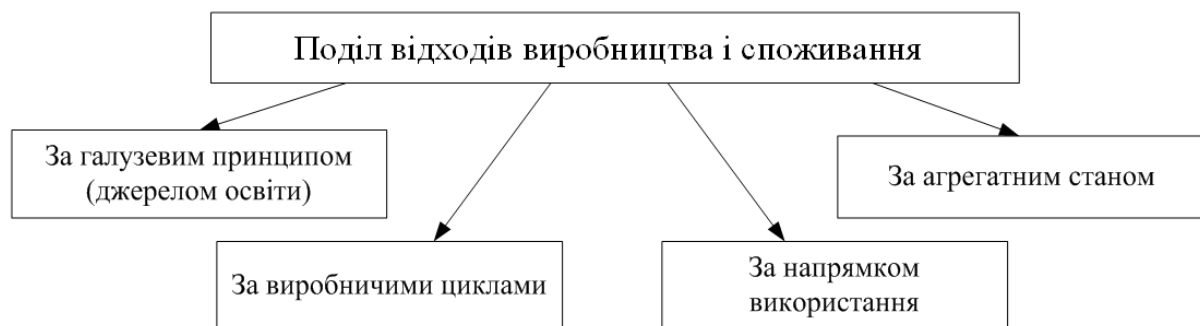 Поділ відходів виробництва і споживання
За галузевим принципом
(джерелом освіти)
За виробничими циклами
За напрямком
використання
За агрегатним станом